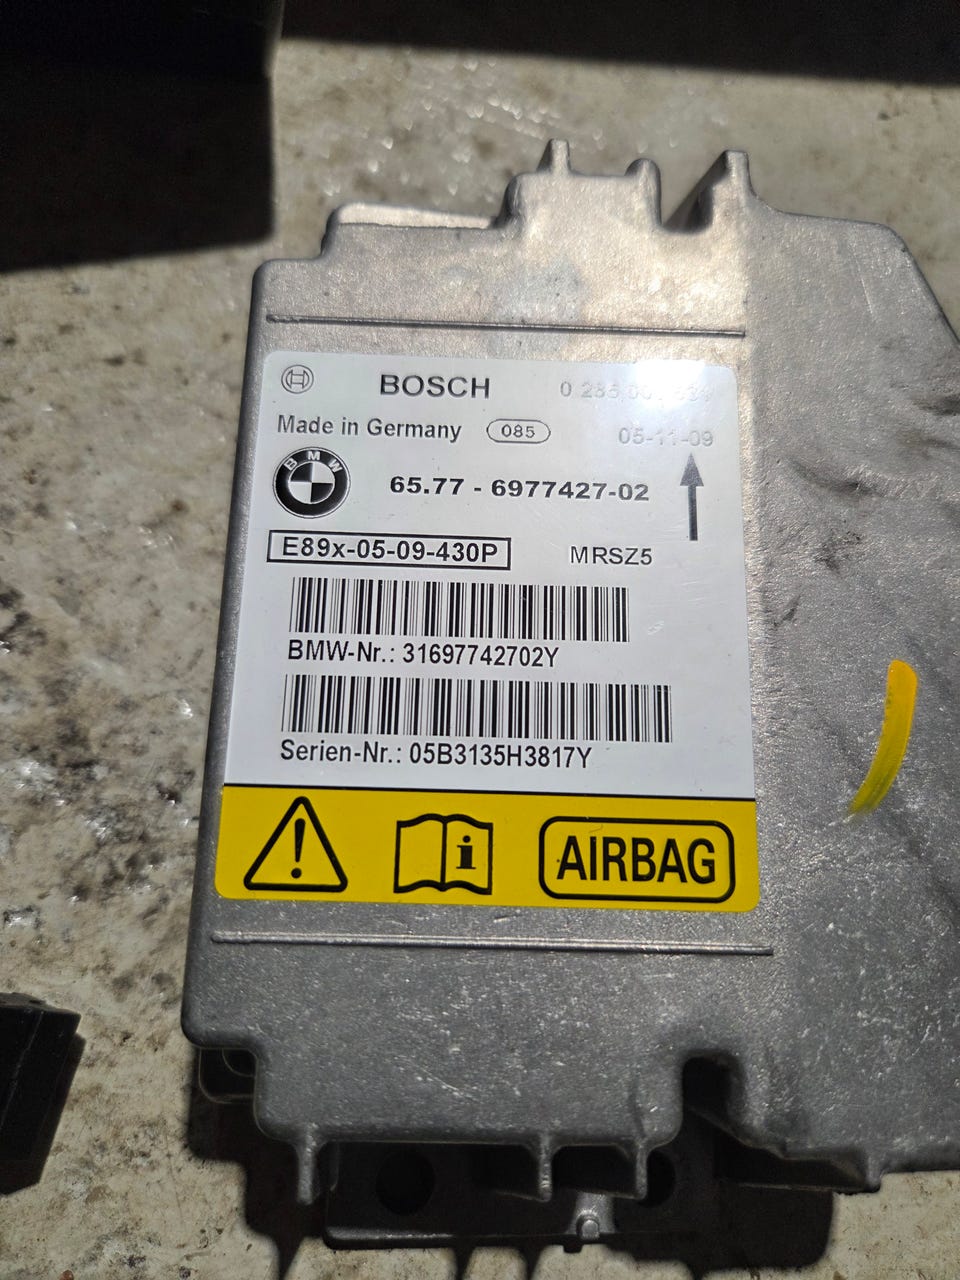 BOSCH
Made in Germany 085 05-11-09
BMW
65.77 - 6977427-02
E89x-05-09-430P MRSZ5
BMW-Nr.: 31697742702Y
Serien-Nr.: 05B3135H3817Y
i AIRBAG